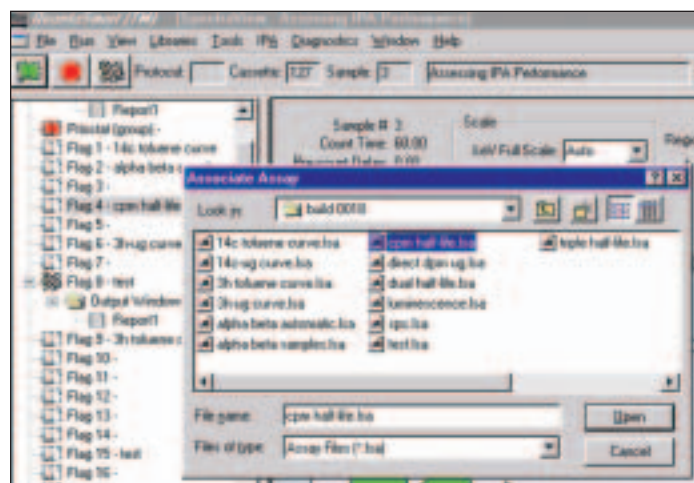 [SpectraView - Assessing IPA Performance]
File Run View Libraries Tools IPA Diagnostics Window Help
Protocol: Cassette: 127 Sample: 3 Assessing IPA Performance
Report1
Priostat (group) -
Flag 1 - 14c toluene curve
Flag 2 - alpha beta
Flag 3 -
Flag 4 - cpm half-life
Flag 5 -
Flag 6 - 3h-ug curve
Flag 7 -
Flag 8 - test
Output Window
Report1
Flag 9 - 3h toluene c
Flag 10 -
Flag 11 -
Flag 12 -
Flag 13 -
Flag 14 -
Flag 15 - test
Flag 16 -
Sample #: 3
Count Time: 60.00
Scale
keV Full Scale: Auto
Associate Assay
Look in: build 0018
14c toluene curve.lsa
14c-ug curve.lsa
3h toluene curve.lsa
3h-ug curve.lsa
alpha beta automatic.lsa
alpha beta samples.lsa
cpm half-life.lsa
direct dpm ug.lsa
dual half-life.lsa
luminescence.lsa
test.lsa
triple half-life.lsa
File name: cpm half-life.lsa
Open
Files of type: Assay Files (*.lsa)
Cancel